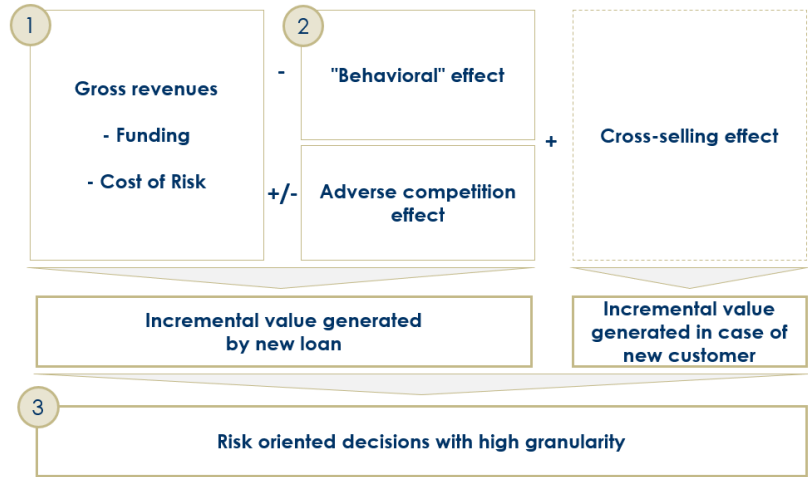 1
Gross revenues
- Funding
- Cost of Risk
-
+/-
2
"Behavioral" effect
Adverse competition
effect
+
Cross-selling effect
Incremental value generated
by new loan
Incremental value
generated in case of
new customer
3
Risk oriented decisions with high granularity